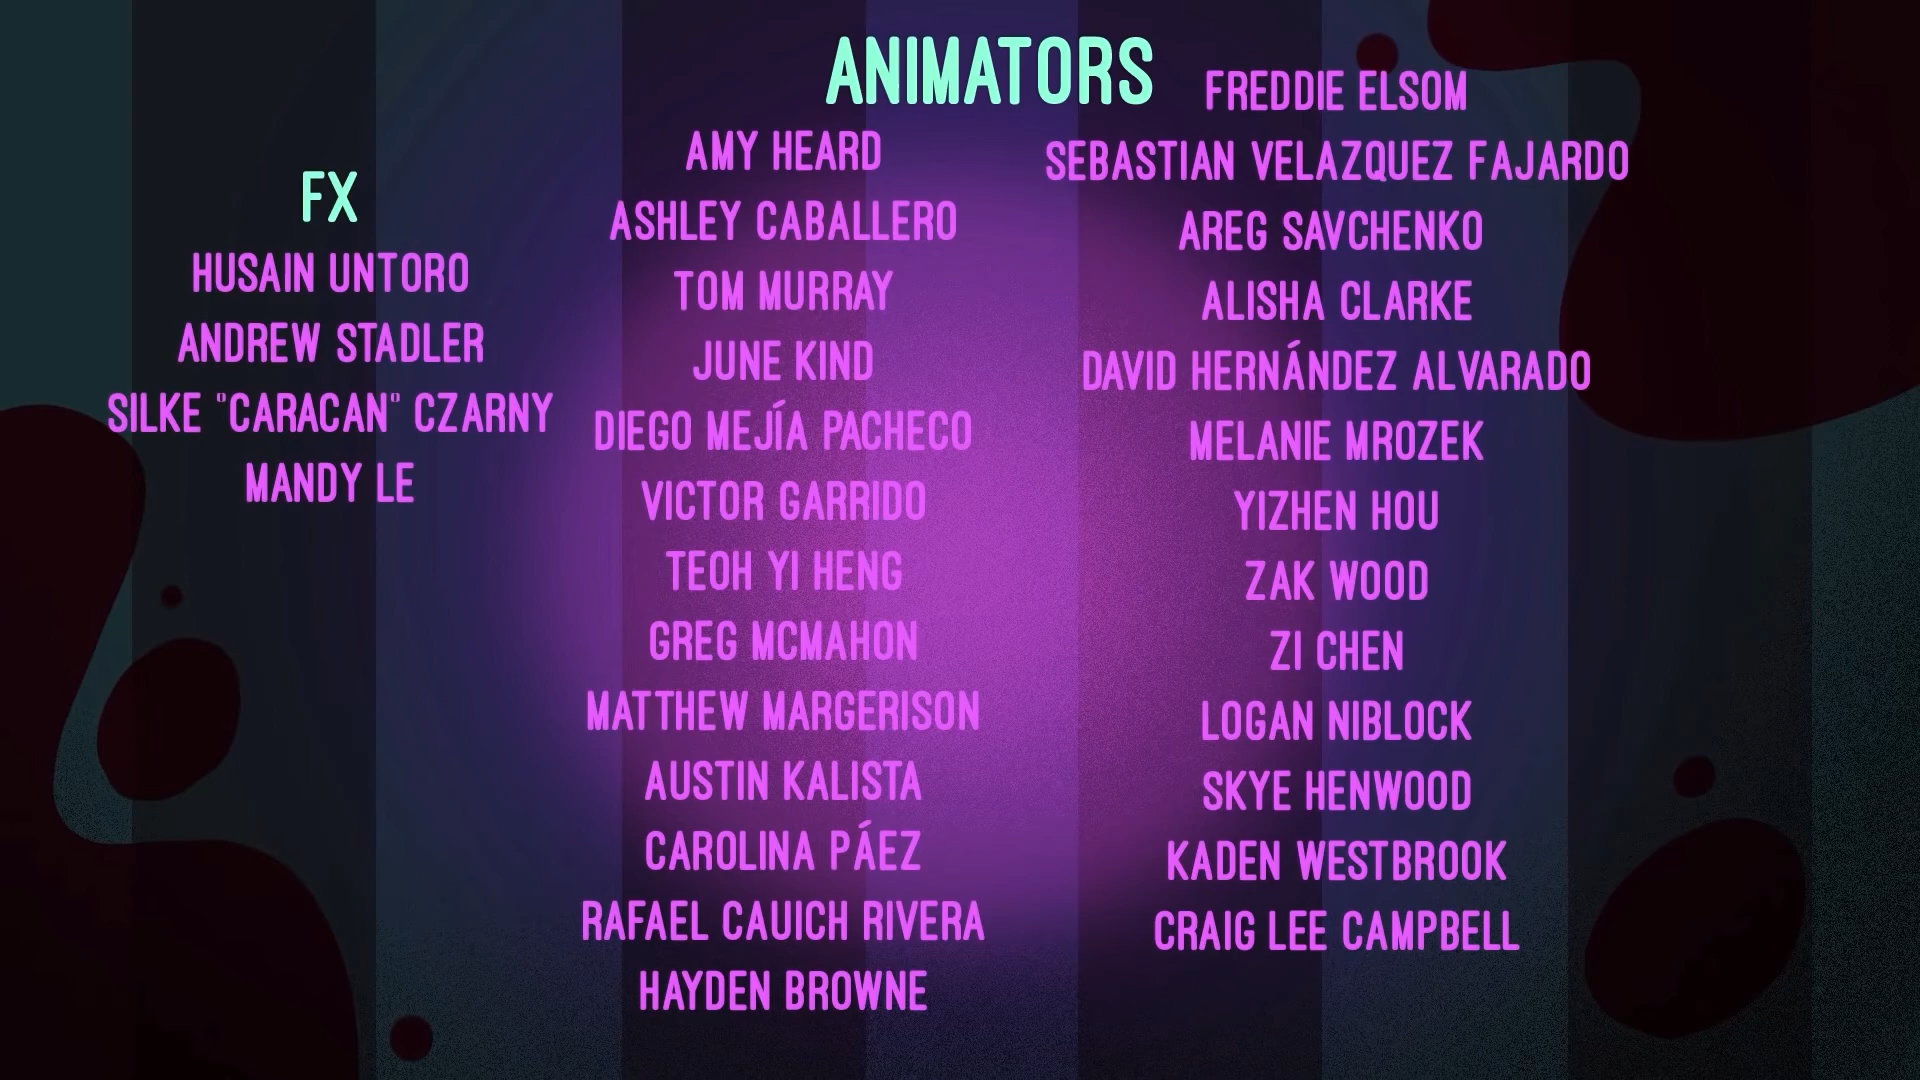 FX
HUSAIN UNTORO
ANDREW STADLER
SILKE "CARACAN" CZARNY
MANDY LE
ANIMATORS
AMY HEARD
ASHLEY CABALLERO
TOM MURRAY
JUNE KIND
DIEGO MEJÍA PACHECO
VICTOR GARRIDO
TEOH YI HENG
GREG MCMAHON
MATTHEW MARGERISON
AUSTIN KALISTA
CAROLINA PÁEZ
RAFAEL CAUICH RIVERA
HAYDEN BROWNE
FREDDIE ELSOM
SEBASTIAN VELAZQUEZ FAJARDO
AREG SAVCHENKO
ALISHA CLARKE
DAVID HERNÁNDEZ ALVARADO
MELANIE MROZEK
YIZHEN HOU
ZAK WOOD
ZI CHEN
LOGAN NIBLOCK
SKYE HENWOOD
KADEN WESTBROOK
CRAIG LEE CAMPBELL